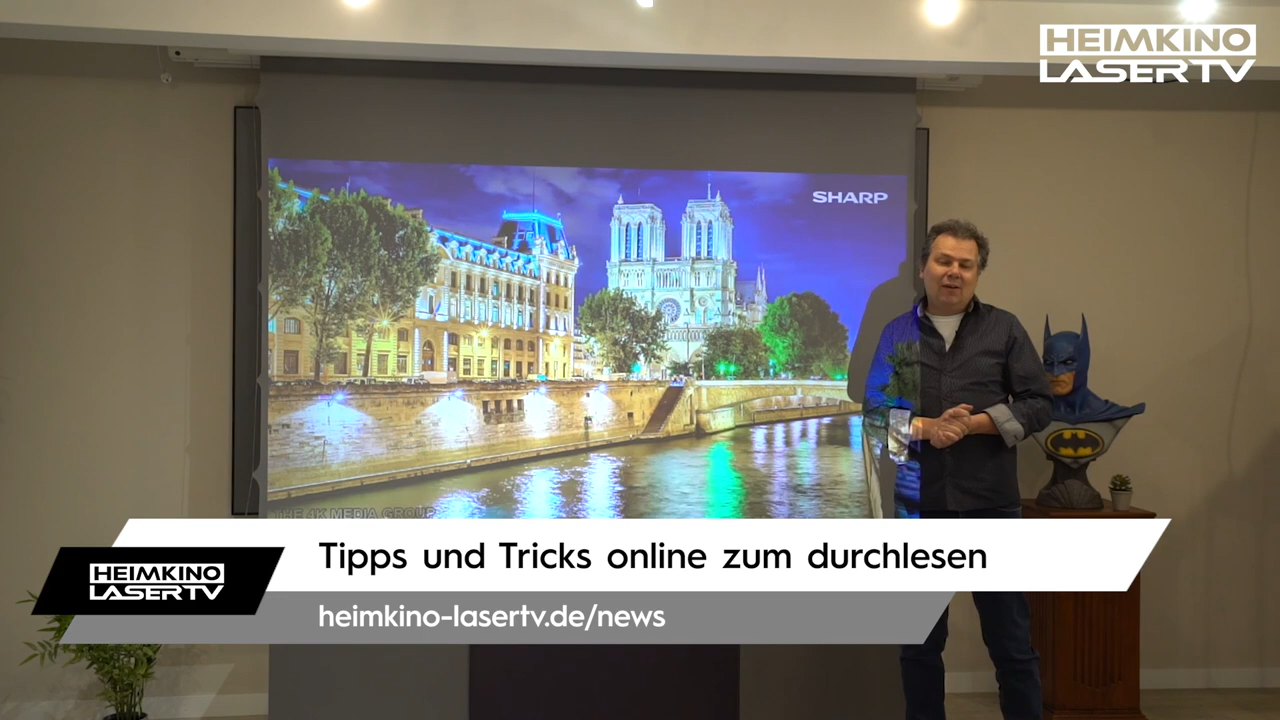 HEIMKINO
LASERTV
SHARP
THE 4K MEDIA GROUP
Tipps und Tricks online zum durchlesen
HEIMKINO
LASERTV
heimkino-lasertv.de/news